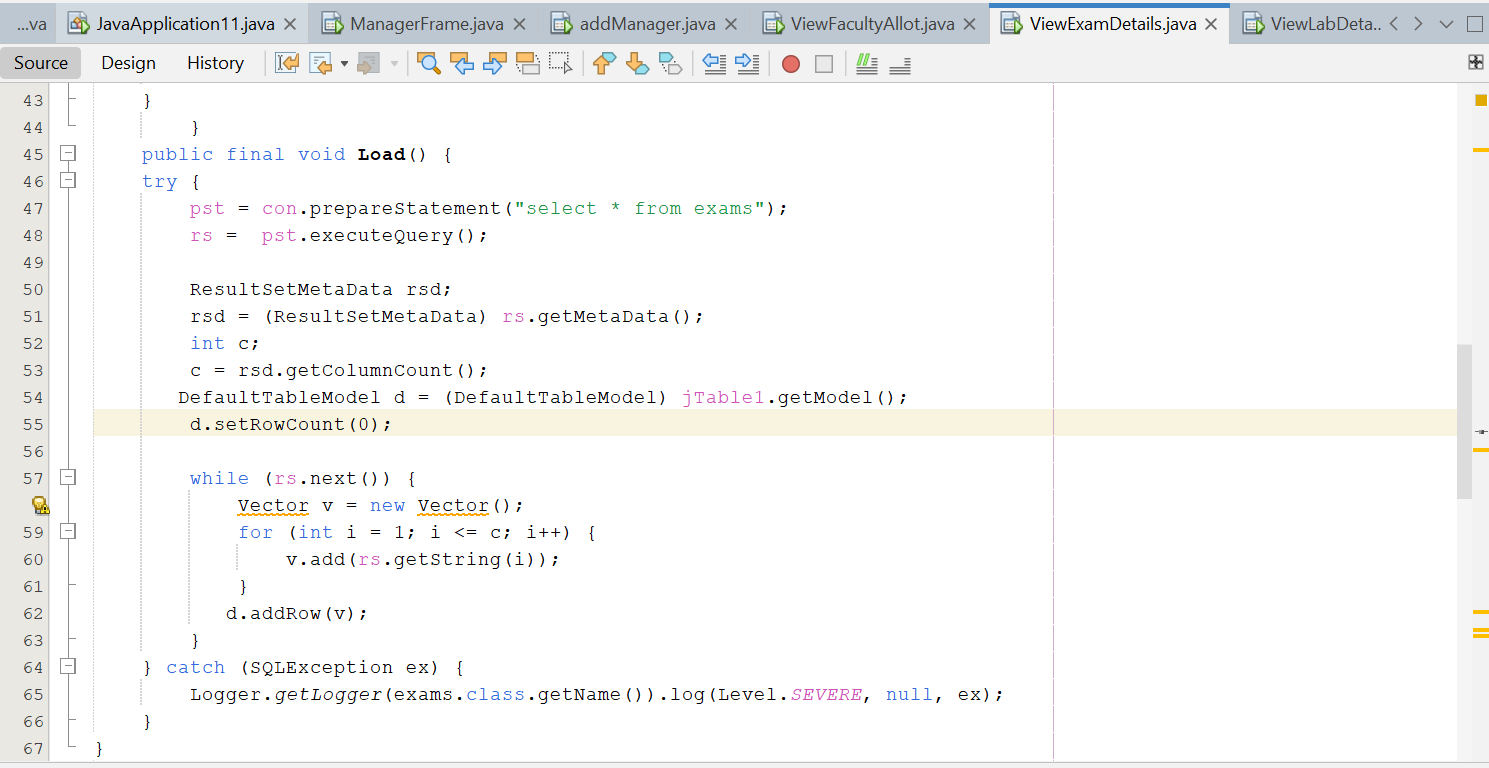 ...va JavaApplication11.java ManagerFrame.java addManager.java ViewFacultyAllot.java ViewExamDetails.java ViewLabDeta..
Source Design History
43 }
44 }
45 public final void Load() {
46 try {
47 pst = con.prepareStatement("select * from exams");
48 rs =  pst.executeQuery();
49
50 ResultSetMetaData rsd;
51 rsd = (ResultSetMetaData) rs.getMetaData();
52 int c;
53 c = rsd.getColumnCount();
54 DefaultTableModel d = (DefaultTableModel) jTable1.getModel();
55 d.setRowCount(0);
56
57 while (rs.next()) {
Vector v = new Vector();
59 for (int i = 1; i <= c; i++) {
60 v.add(rs.getString(i));
61 }
62 d.addRow(v);
63 }
64 } catch (SQLException ex) {
65 Logger.getLogger(exams.class.getName()).log(Level.SEVERE, null, ex);
66 }
67 }